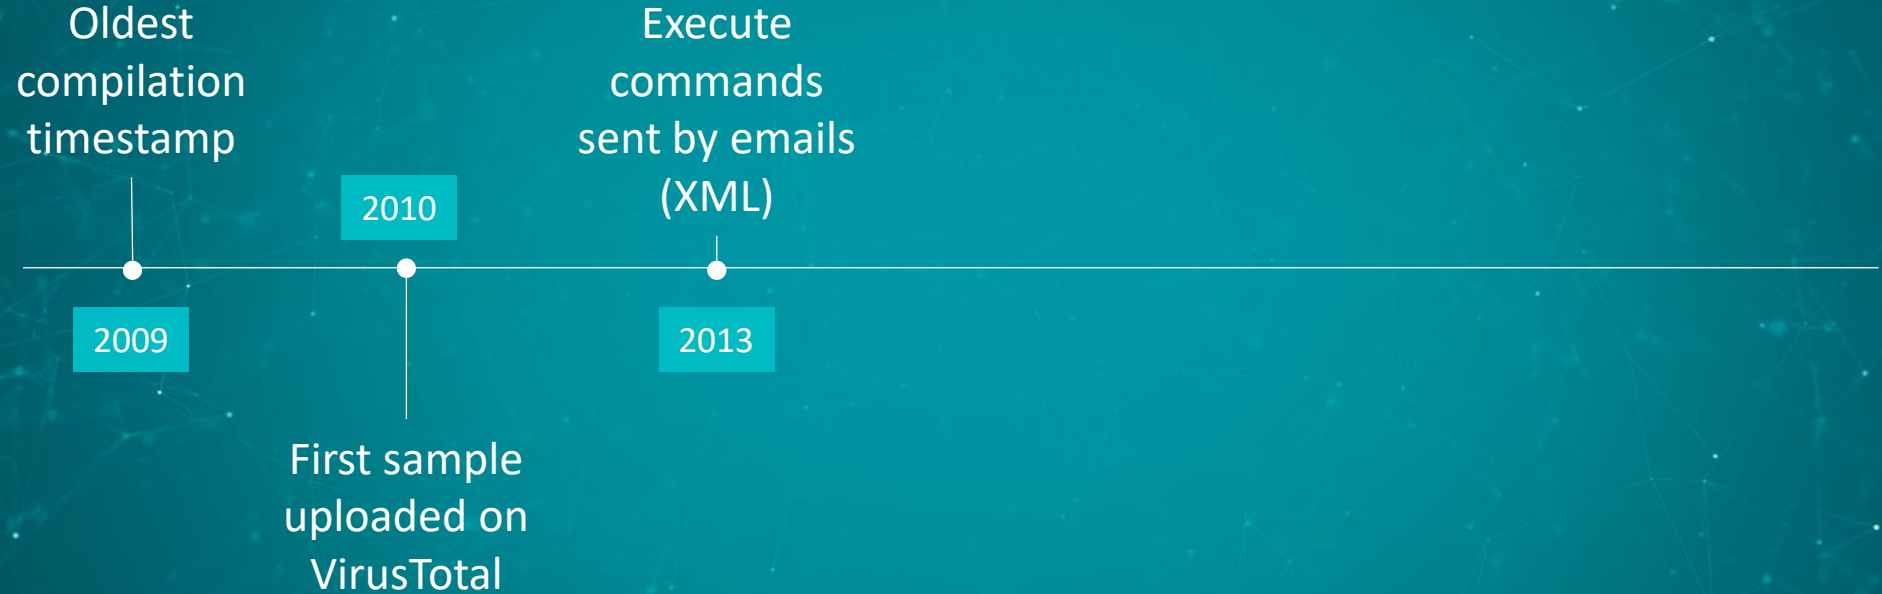 Oldest
compilation
timestamp
2009
2010
First sample
uploaded on
VirusTotal
Execute
commands
sent by emails
(XML)
2013